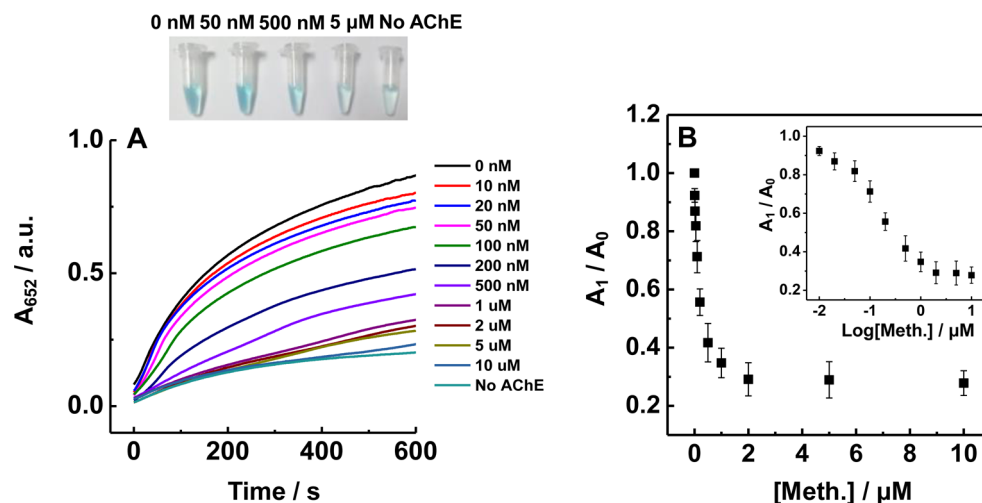 0 nM 50 nM 500 nM 5 µM No AChE
A
1.0
0.5
0.0
A652 / a.u.
0 200 400 600
Time / s
0 nM
10 nM
20 nM
50 nM
100 nM
200 nM
500 nM
1 uM
2 uM
5 uM
10 uM
No AChE
B
1.2
1.0
0.8
0.6
0.4
0.2
A1 / A0
0 2 4 6 8 10
[Meth.] / µM
1.0
0.8
0.6
0.4
0.2
A1 / A0
-2 -1 0 1
Log[Meth.] / µM